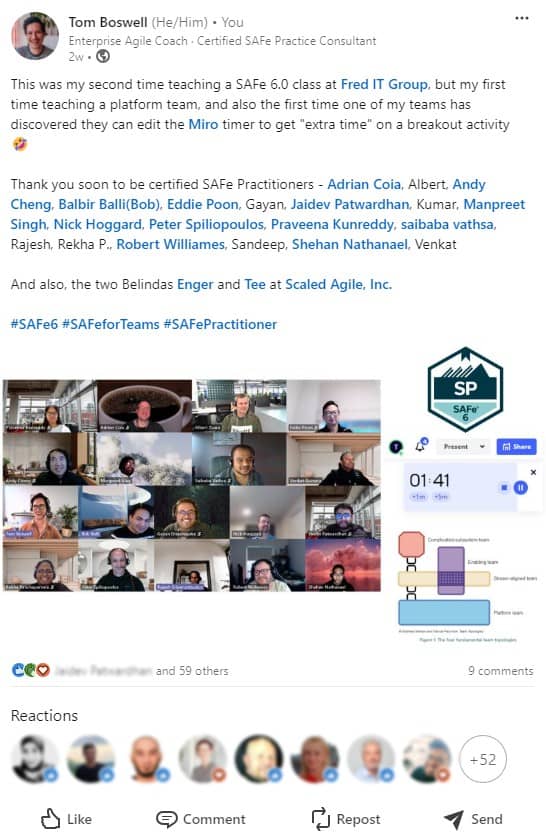 Tom Boswell (He/Him) • You
Enterprise Agile Coach · Certified SAFe Practice Consultant
2w •
This was my second time teaching a SAFe 6.0 class at Fred IT Group, but my first
time teaching a platform team, and also the first time one of my teams has
discovered they can edit the Miro timer to get "extra time" on a breakout activity
🤣
Thank you soon to be certified SAFe Practitioners - Adrian Coia, Albert, Andy
Cheng, Balbir Balli(Bob), Eddie Poon, Gayan, Jaidev Patwardhan, Kumar, Manpreet
Singh, Nick Hoggard, Peter Spiliopoulos, Praveena Kunreddy, saibaba vathsa,
Rajesh, Rekha P., Robert Williames, Sandeep, Shehan Nathanael, Venkat
And also, the two Belindas Enger and Tee at Scaled Agile, Inc.
#SAFe6 #SAFeforTeams #SAFePractitioner
SP
SAFe
6
T
4
Present
Share
01:41
+1m
+5m
Complicated subsystem team
Enabling team
Stream-aligned team
Platform team
Figure 1. The four fundamental team topologies
and 59 others
9 comments
Reactions
+52
Like
Comment
Repost
Send